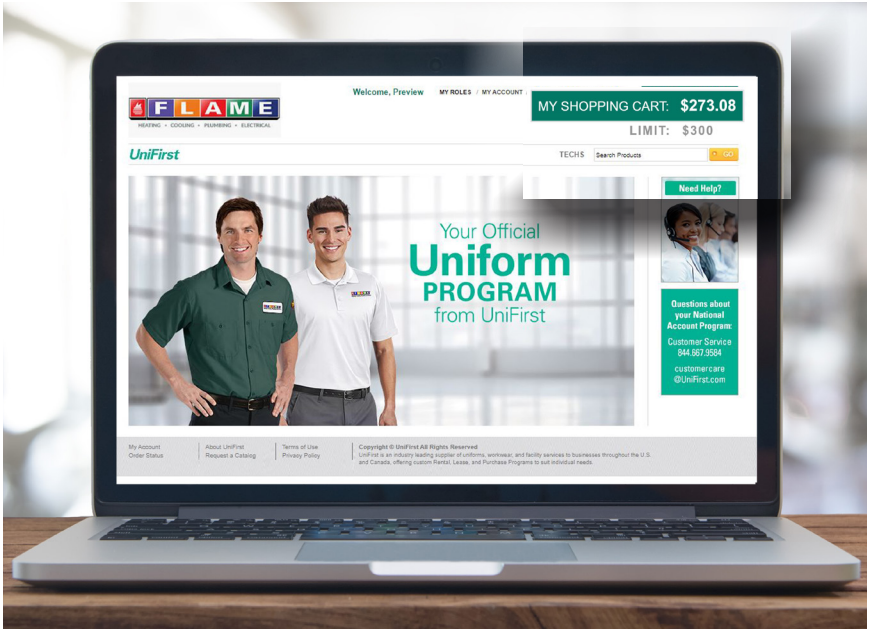 FLAME
HEATING • COOLING • PLUMBING • ELECTRICAL
Welcome, Preview MY ROLES / MY ACCOUNT
MY SHOPPING CART: $273.08
LIMIT: $300
UniFirst
TECHS Search Products GO
Need Help?
Your Official
Uniform
PROGRAM
from UniFirst
FLAME
FLAME
Questions about
your National
Account Program:
Customer Service
844.667.9584
customercare
@UniFirst.com
My Account
Order Status
About UniFirst
Request a Catalog
Terms of Use
Privacy Policy
Copyright © UniFirst All Rights Reserved
UniFirst is an industry leading supplier of uniforms, workwear, and facility services to businesses throughout the U.S.
and Canada, offering custom Rental, Lease, and Purchase Programs to suit individual needs.